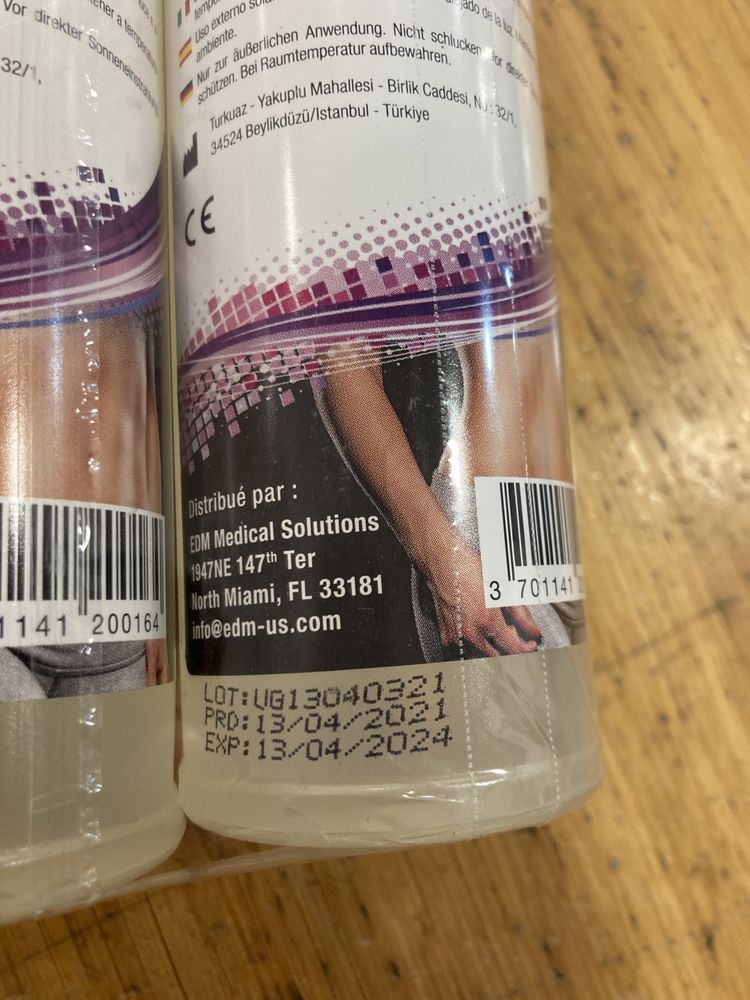 Vor direkter Sonneneinstrahlung
32/1,
1141 200164
Uso externo
ambiente.
Nur zur äußerlichen Anwendung. Nicht schlucken.
schützen. Bei Raumtemperatur aufbewahren.
Turkuaz - Yakuplu Mahallesi - Birlik Caddesi, No : 32/1,
34524 Beylikdüzü/Istanbul - Türkiye
CE
Distribué par :
EDM Medical Solutions
1947NE 147th Ter
North Miami, FL 33181
info@edm-us.com
3 701141
LOT:UG13040321
PRD:13/04/2021
EXP:13/04/2024